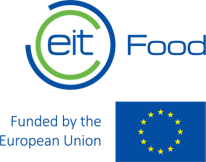 eit Food
Funded by the
European Union